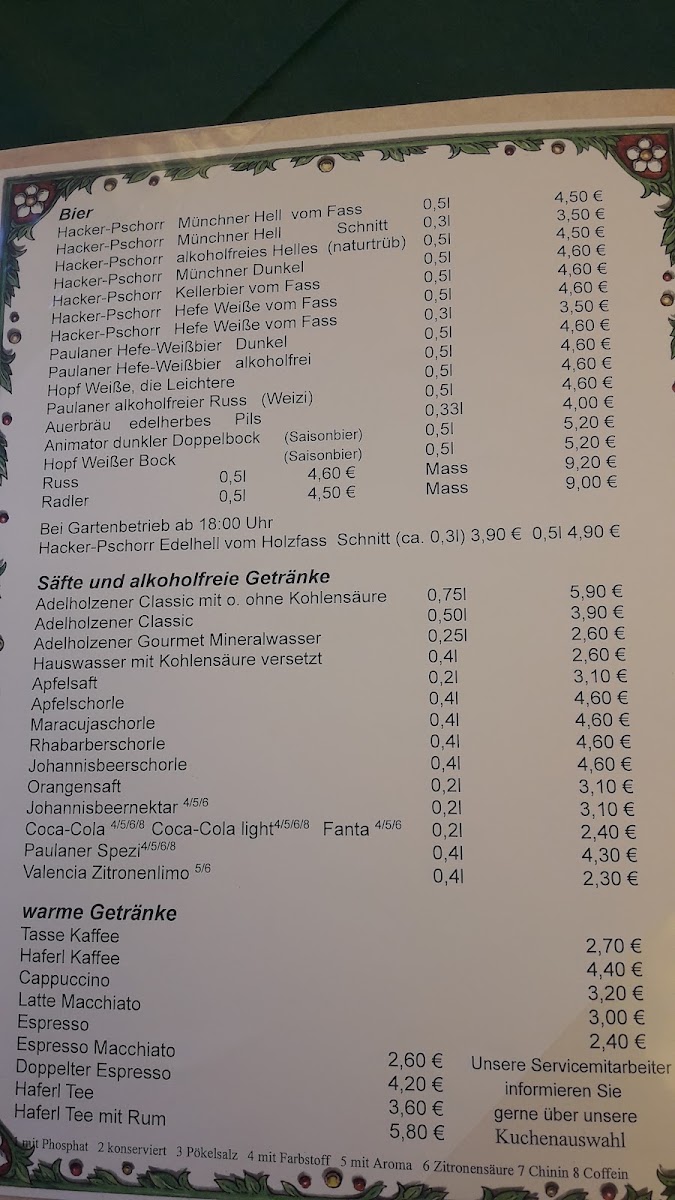 Bier
Hacker-Pschorr Münchner Hell vom Fass 0,5l 4,50 €
Hacker-Pschorr Münchner Hell Schnitt 0,3l 3,50 €
Hacker-Pschorr alkoholfreies Helles (naturtrüb) 0,5l 4,50 €
Hacker-Pschorr Münchner Dunkel 0,5l 4,60 €
Hacker-Pschorr Kellerbier vom Fass 0,5l 4,60 €
Hacker-Pschorr Hefe Weiße vom Fass 0,5l 4,60 €
Hacker-Pschorr Hefe Weiße vom Fass 0,3l 3,50 €
Paulaner Hefe-Weißbier Dunkel 0,5l 4,60 €
Paulaner Hefe-Weißbier alkoholfrei 0,5l 4,60 €
Hopf Weiße, die Leichtere 0,5l 4,60 €
Paulaner alkoholfreier Russ (Weizi) 0,5l 4,60 €
Auerbräu edelherbes Pils 0,33l 4,00 €
Animator dunkler Doppelbock (Saisonbier) 0,5l 5,20 €
Hopf Weißer Bock (Saisonbier) 0,5l 5,20 €
Russ 0,5l 4,60 € Mass 9,20 €
Radler 0,5l 4,50 € Mass 9,00 €
Bei Gartenbetrieb ab 18:00 Uhr
Hacker-Pschorr Edelhell vom Holzfass Schnitt (ca. 0,3l) 3,90 € 0,5l 4,90 €
Säfte und alkoholfreie Getränke
Adelholzener Classic mit o. ohne Kohlensäure 0,75l 5,90 €
Adelholzener Classic 0,50l 3,90 €
Adelholzener Gourmet Mineralwasser 0,25l 2,60 €
Hauswasser mit Kohlensäure versetzt 0,4l 2,60 €
Apfelsaft 0,2l 3,10 €
Apfelschorle 0,4l 4,60 €
Maracujaschorle 0,4l 4,60 €
Rhabarberschorle 0,4l 4,60 €
Johannisbeerschorle 0,4l 4,60 €
Orangensaft 0,2l 3,10 €
Johannisbeernektar 4/5/6 0,2l 3,10 €
Coca-Cola 4/5/6/8 Coca-Cola light4/5/6/8 Fanta 4/5/6 0,2l 2,40 €
Paulaner Spezi4/5/6/8 0,4l 4,30 €
Valencia Zitronenlimo 5/6 0,4l 2,30 €
warme Getränke
Tasse Kaffee 2,70 €
Haferl Kaffee 4,40 €
Cappuccino 3,20 €
Latte Macchiato 3,00 €
Espresso 2,40 €
Espresso Macchiato 2,60 €
Doppelter Espresso 4,20 €
Haferl Tee 3,60 €
Haferl Tee mit Rum 5,80 €
Unsere Servicemitarbeiter
informieren Sie
gerne über unsere
Kuchenauswahl
1 mit Phosphat 2 konserviert 3 Pökelsalz 4 mit Farbstoff 5 mit Aroma 6 Zitronensäure 7 Chinin 8 Coffein